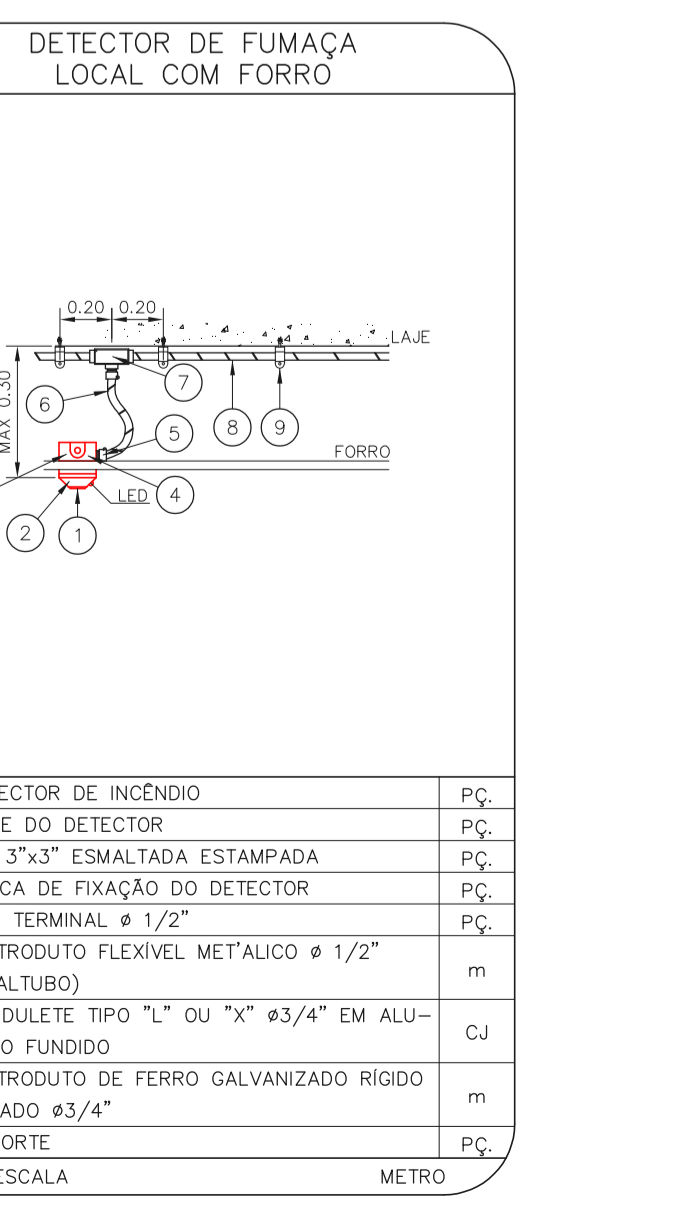 DETECTOR DE FUMAÇA
LOCAL COM FORRO
0.20 0.20
LAJE
MAX 0.30
7
6
8
9
5
FORRO
LED
4
2
1
ECTOR DE INCÊNDIO PÇ.
E DO DETECTOR PÇ.
3"x3" ESMALTADA ESTAMPADA PÇ.
CA DE FIXAÇÃO DO DETECTOR PÇ.
TERMINAL ø 1/2" PÇ.
TRODUTO FLEXÍVEL MET'ALICO ø 1/2"
ALTUBO)
m
DULETE TIPO "L" OU "X" ø3/4" EM ALU-
O FUNDIDO
CJ
TRODUTO DE FERRO GALVANIZADO RÍGIDO
ADO ø3/4"
m
ORTE PÇ.
ESCALA METRO